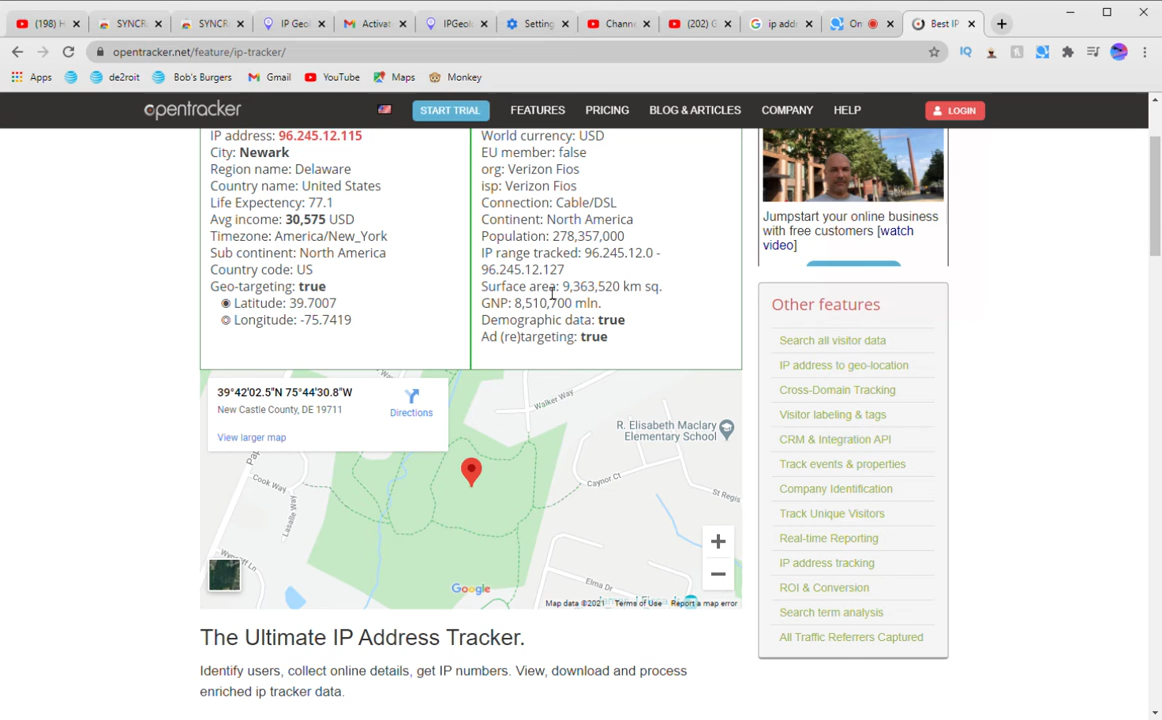 (198) H
SYNCR
SYNCR
IP Geol
Activat
IPGeolo
Setting
Channe
(202) G
ip addr
On
Best IP
opentracker.net/feature/ip-tracker/
Apps
de2roit
Bob's Burgers
Gmail
YouTube
Maps
Monkey
opentracker
START TRIAL
FEATURES
PRICING
BLOG & ARTICLES
COMPANY
HELP
LOGIN
IP address: 96.245.12.115
City: Newark
Region name: Delaware
Country name: United States
Life Expectency: 77.1
Avg income: 30,575 USD
Timezone: America/New_York
Sub continent: North America
Country code: US
Geo-targeting: true
Latitude: 39.7007
Longitude: -75.7419
World currency: USD
EU member: false
org: Verizon Fios
isp: Verizon Fios
Connection: Cable/DSL
Continent: North America
Population: 278,357,000
IP range tracked: 96.245.12.0 -
96.245.12.127
Surface area: 9,363,520 km sq.
GNP: 8,510,700 mln.
Demographic data: true
Ad (re)targeting: true
Jumpstart your online business
with free customers [watch
video]
Other features
Search all visitor data
IP address to geo-location
Cross-Domain Tracking
Visitor labeling & tags
CRM & Integration API
Track events & properties
Company Identification
Track Unique Visitors
Real-time Reporting
IP address tracking
ROI & Conversion
Search term analysis
All Traffic Referrers Captured
39°42'02.5"N 75°44'30.8"W
New Castle County, DE 19711
Directions
View larger map
Walker Way
R. Elisabeth Maclary
Elementary School
Cook Way
Lasalle Way
Caynor Ct
St Regis
Elma Dr
Google
Map data ©2021
Terms of Use
Report a map error
The Ultimate IP Address Tracker.
Identify users, collect online details, get IP numbers. View, download and process
enriched ip tracker data.